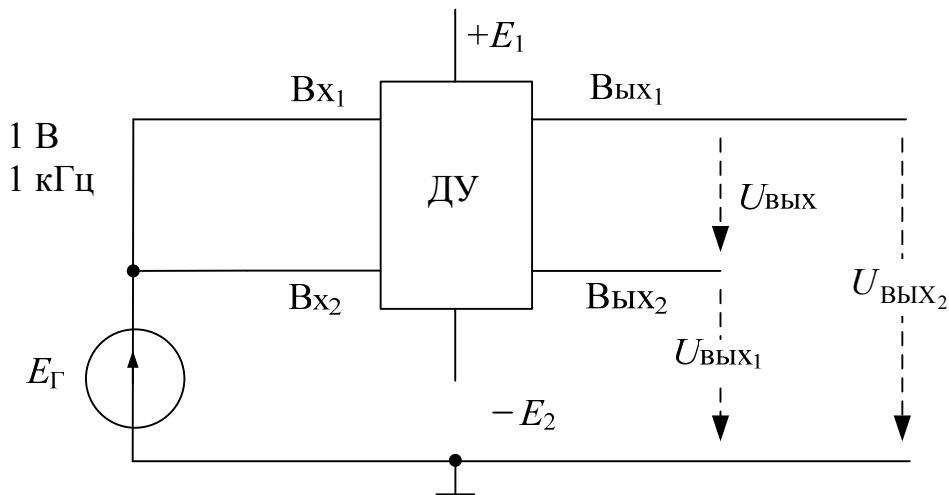 +E₁
Вх₁
Вых₁
1 В
1 кГц
ДУ
Uвых
Вх₂
Вых₂
Uвых₂
EГ
Uвых₁
−E₂